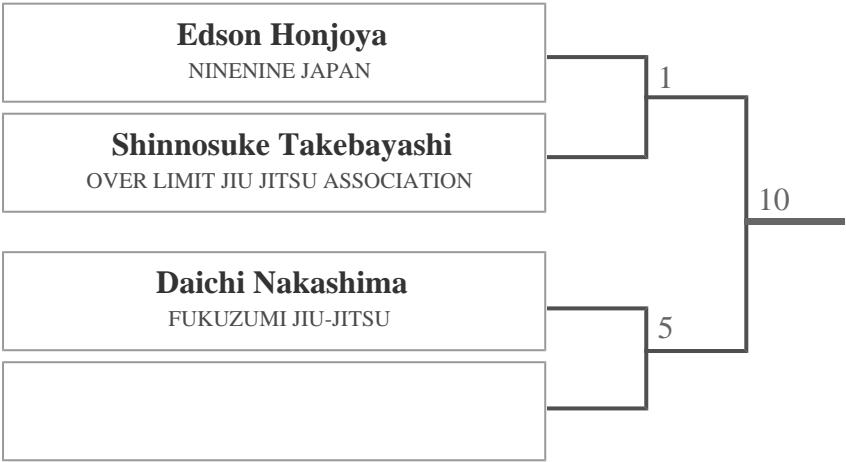 Edson Honjoya
NINENINE JAPAN
1
Shinnosuke Takebayashi
OVER LIMIT JIU JITSU ASSOCIATION
10
Daichi Nakashima
FUKUZUMI JIU-JITSU
5